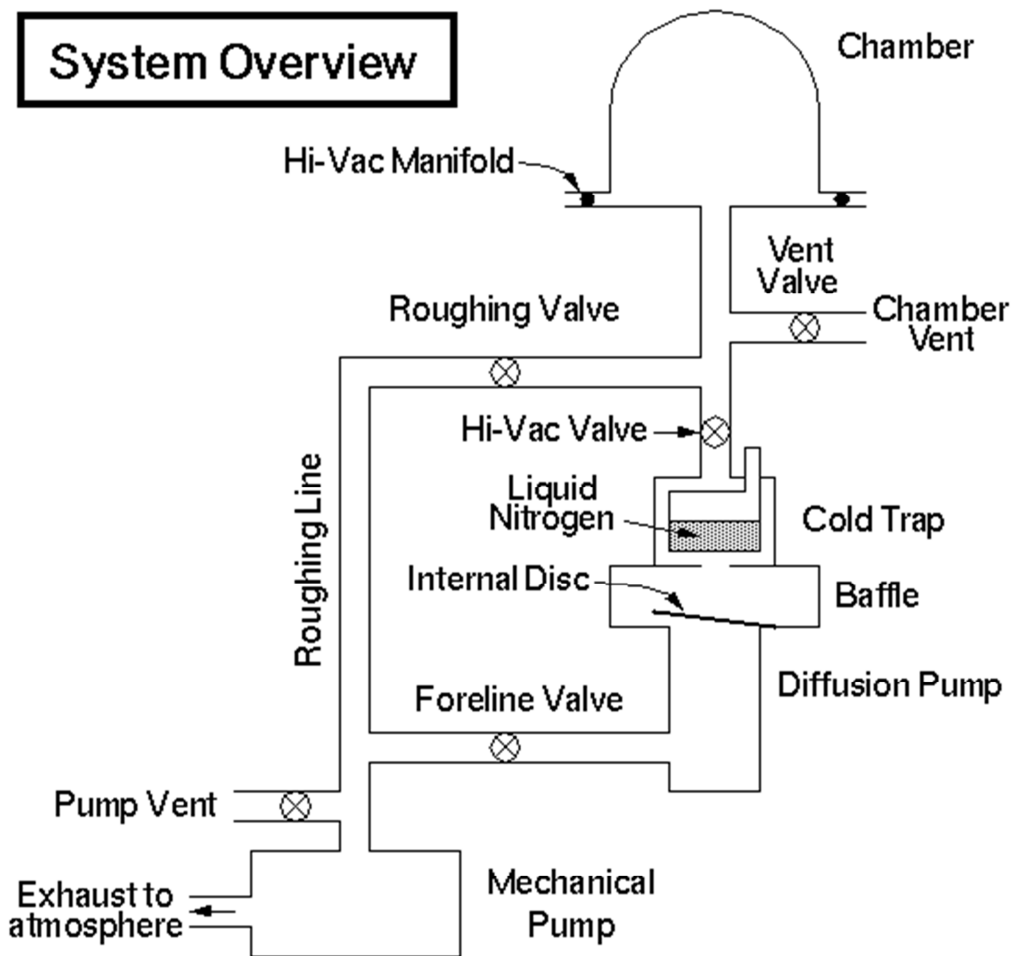 System Overview
Chamber
Hi-Vac Manifold
Vent
Valve
Roughing Valve
Chamber
Vent
Hi-Vac Valve
Roughing Line
Liquid
Nitrogen
Cold Trap
Internal Disc
Baffle
Diffusion Pump
Foreline Valve
Pump Vent
Mechanical
Pump
Exhaust to
atmosphere